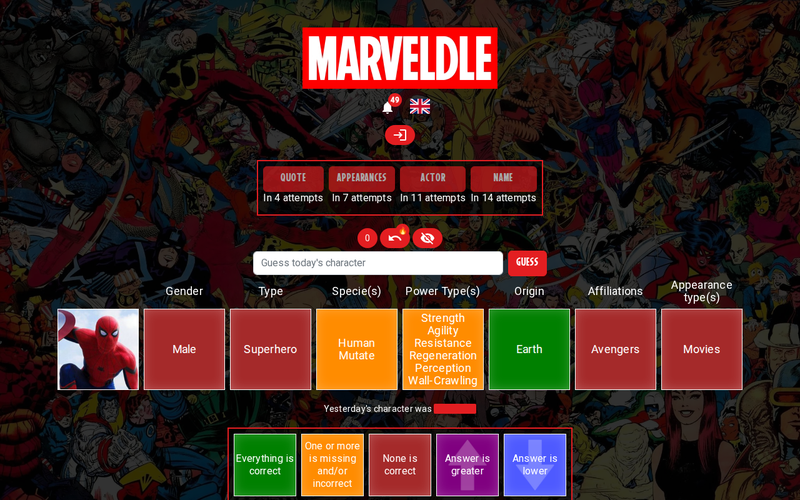 MARVELDLE
49
QUOTE APPEARANCES ACTOR NAME
In 4 attempts In 7 attempts In 11 attempts In 14 attempts
0
Guess today's character GUESS
Gender Type Specie(s) Power Type(s) Origin Affiliations Appearance
type(s)
Male Superhero Human
Mutate
Strength
Agility
Resistance
Regeneration
Perception
Wall-Crawling
Earth Avengers Movies
Yesterday's character was
Everything is
correct
One or more
is missing
and/or
incorrect
None is
correct
Answer is
greater
Answer is
lower